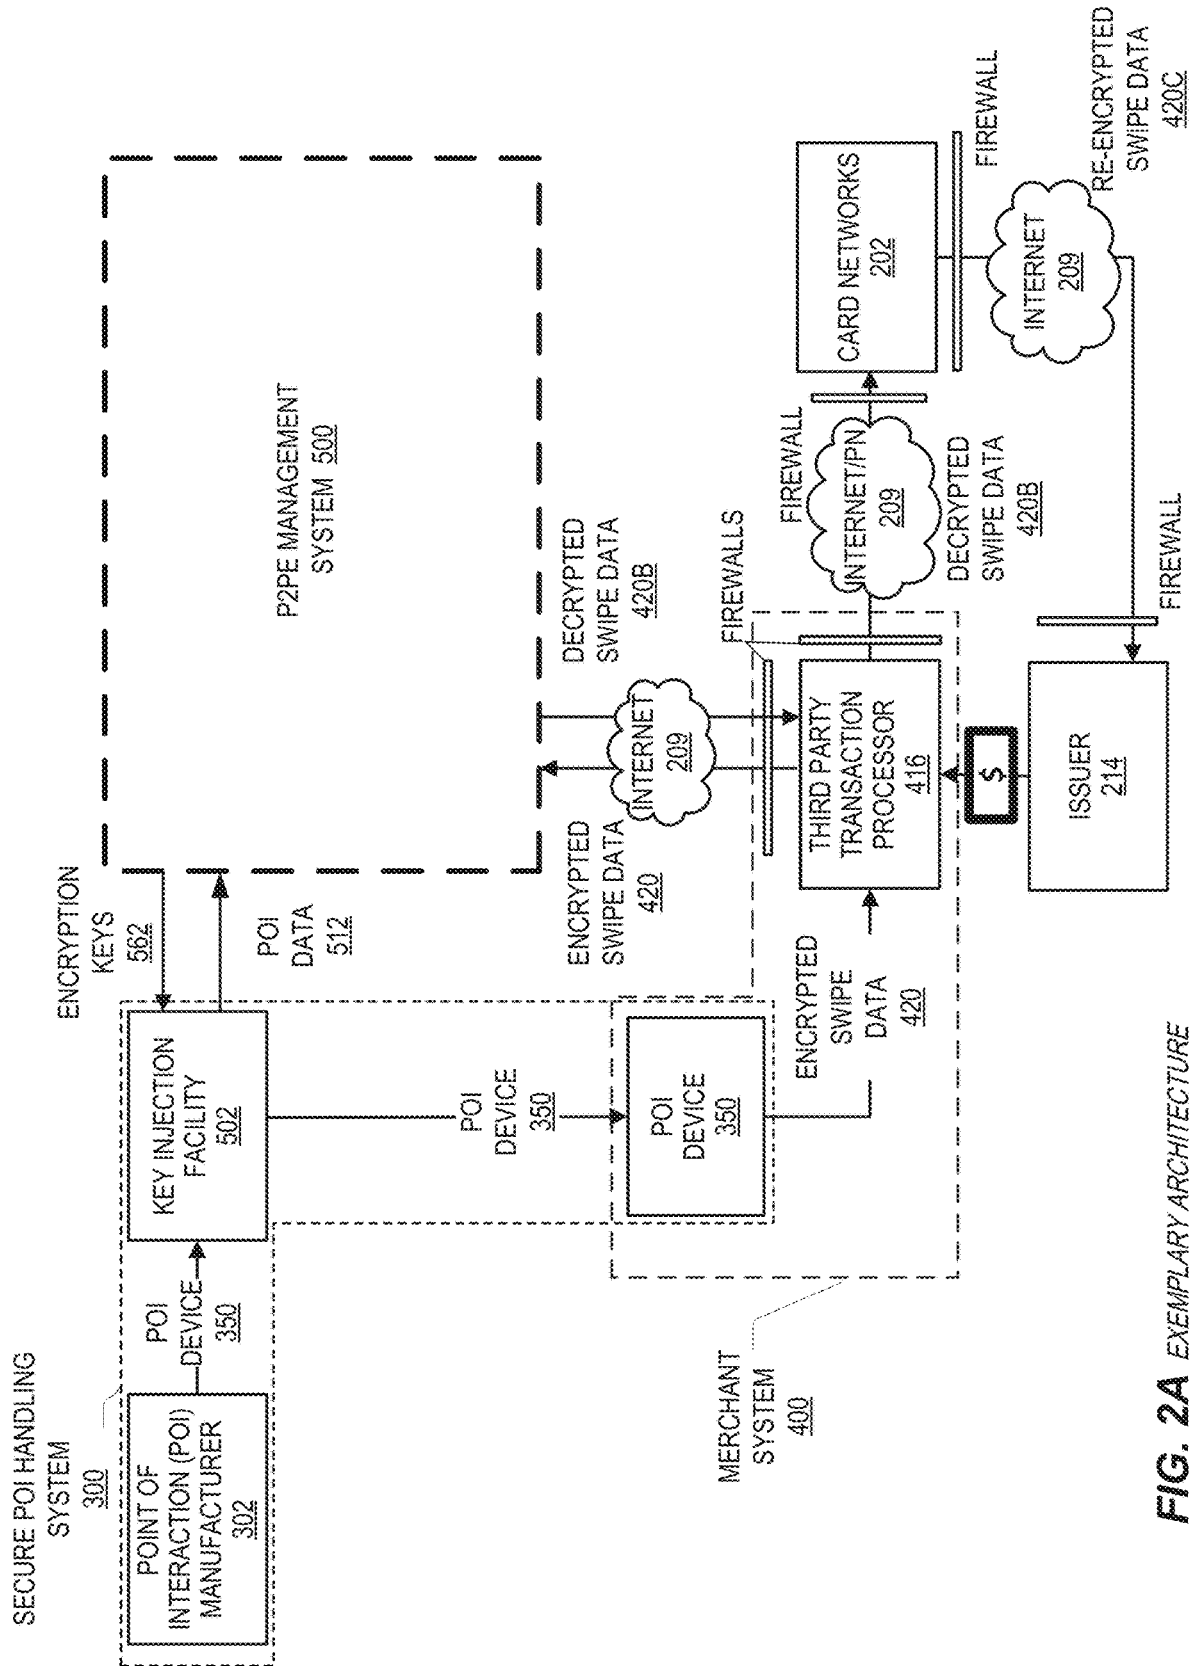 SECURE POI HANDLING
SYSTEM
300
POINT OF
INTERACTION (POI)
MANUFACTURER
302
POI
DEVICE
350
KEY INJECTION
FACILITY
502
ENCRYPTION
KEYS
562
POI
DATA
512
P2PE MANAGEMENT
SYSTEM 500
POI
DEVICE
350
POI
DEVICE
350
ENCRYPTED
SWIPE DATA
420
INTERNET
209
DECRYPTED
SWIPE DATA
420B
FIREWALLS
MERCHANT
SYSTEM
400
ENCRYPTED
SWIPE
DATA
420
THIRD PARTY
TRANSACTION
PROCESSOR
416
FIREWALL
INTERNET/PN
209
DECRYPTED
SWIPE DATA
420B
CARD NETWORKS
202
FIREWALL
INTERNET
209
RE-ENCRYPTED
SWIPE DATA
420C
FIREWALL
$
ISSUER
214
FIG. 2A EXEMPLARY ARCHITECTURE